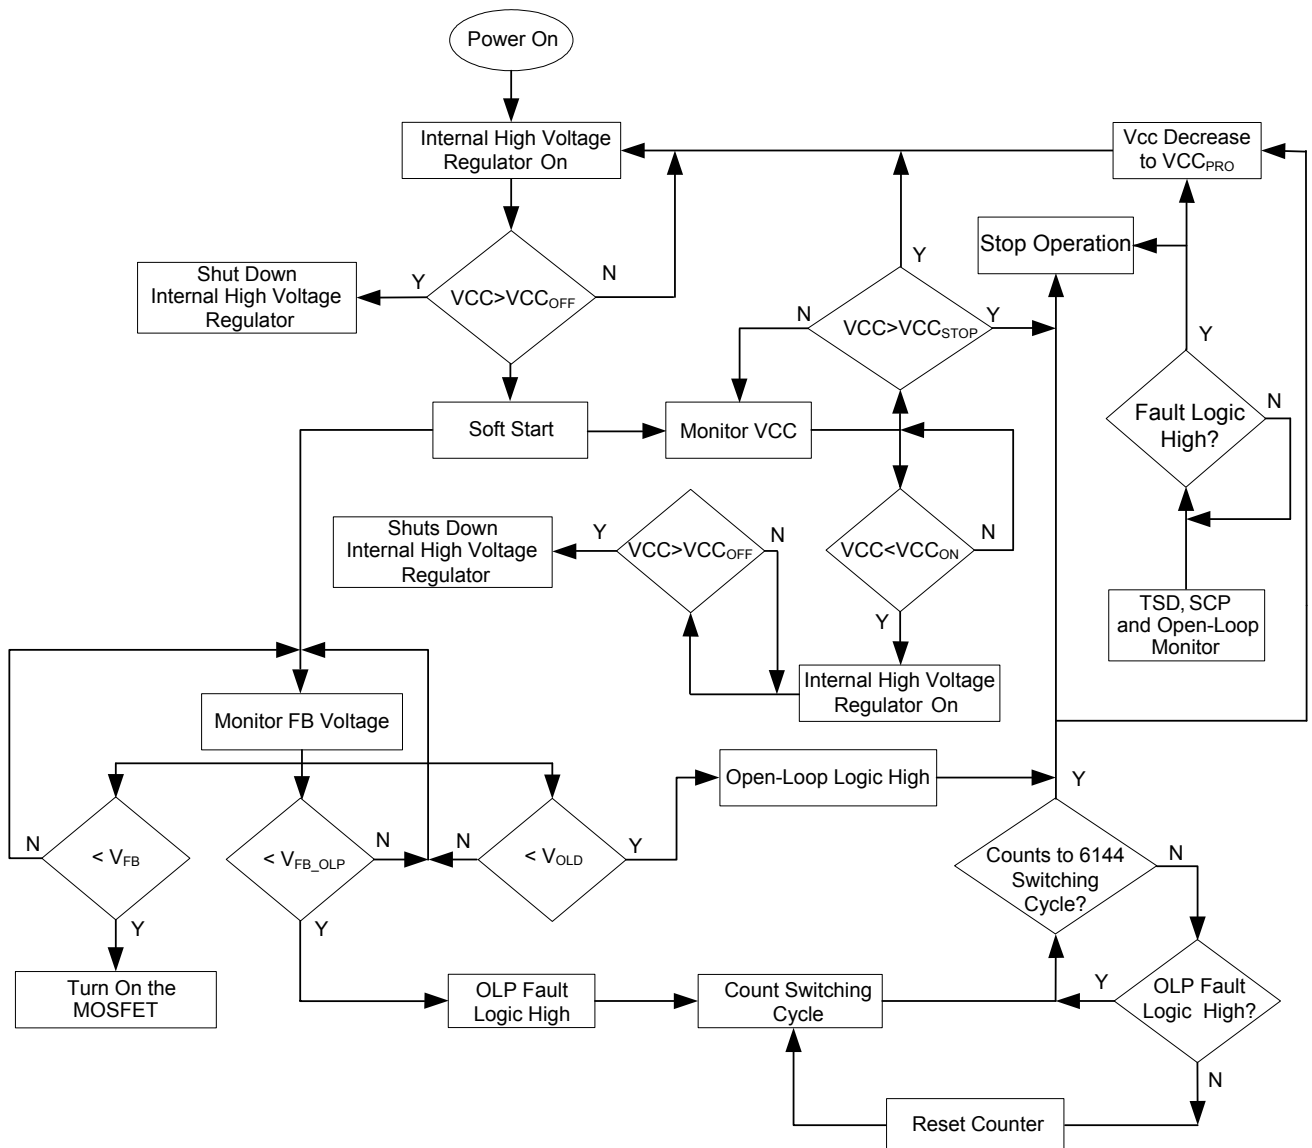 Power On
Internal High Voltage
Regulator On
Vcc Decrease
to VCCPRO
Stop Operation
Shut Down
Internal High Voltage
Regulator
Y
VCC>VCCOFF
N
Y
N
VCC>VCCSTOP
Y
Y
Fault Logic
High?
N
Soft Start
Monitor VCC
Shuts Down
Internal High Voltage
Regulator
Y
VCC>VCCOFF
N
VCC<VCCON
N
Y
TSD, SCP
and Open-Loop
Monitor
Internal High Voltage
Regulator On
Monitor FB Voltage
Open-Loop Logic High
Y
N
< VFB
Y
< VFB_OLP
N
Y
N
< VOLD
Y
Counts to 6144
Switching
Cycle?
N
Turn On the
MOSFET
OLP Fault
Logic High
Count Switching
Cycle
Y
OLP Fault
Logic High?
N
Reset Counter